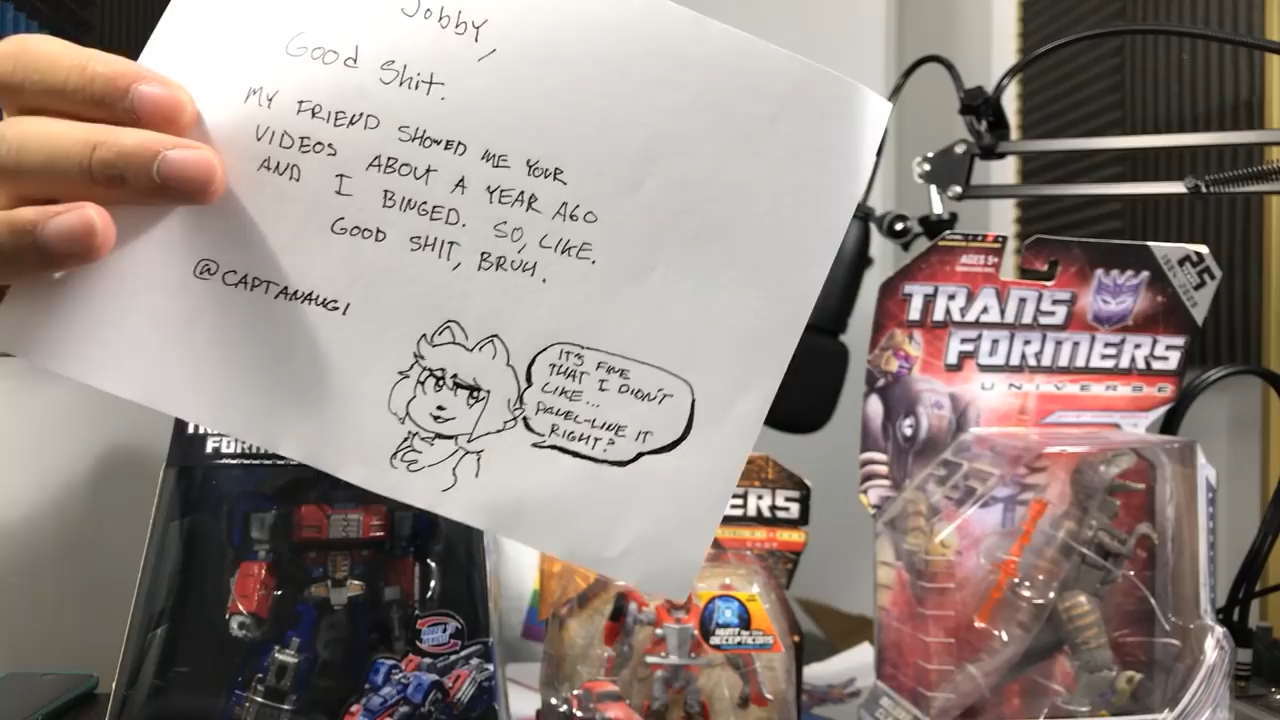 Jobby,
Good Shit.
MY FRIEND SHOWED ME YOUR
VIDEOS ABOUT A YEAR AGO
AND I BINGED. SO, LIKE.
GOOD SHIT, BRUH.
@CAPTANAUGI
IT'S FINE
THAT I DIDN'T
LIKE...
PANEL-LINE IT
RIGHT?
AGES 5+
25
YEARS
TRANS
FORMERS
UNIVERSE
FOR
ERS
HUNT for the
DECEPTICONS